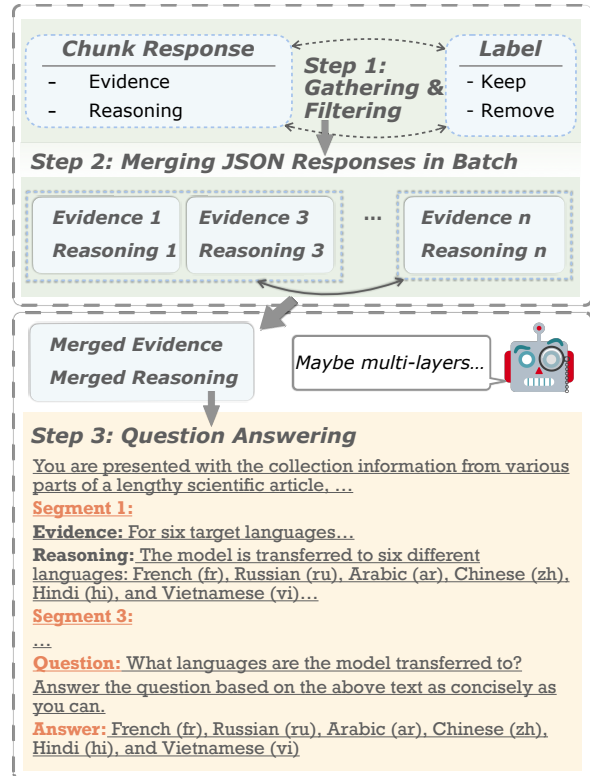 Chunk Response
- Evidence
- Reasoning
Step 1:
Gathering &
Filtering
Label
- Keep
- Remove
Step 2: Merging JSON Responses in Batch
Evidence 1
Reasoning 1
Evidence 3
Reasoning 3
...
Evidence n
Reasoning n
Merged Evidence
Merged Reasoning
Maybe multi-layers...
Step 3: Question Answering
You are presented with the collection information from various
parts of a lengthy scientific article, ...
Segment 1:
Evidence: For six target languages...
Reasoning: The model is transferred to six different
languages: French (fr), Russian (ru), Arabic (ar), Chinese (zh),
Hindi (hi), and Vietnamese (vi)...
Segment 3:
...
Question: What languages are the model transferred to?
Answer the question based on the above text as concisely as
you can.
Answer: French (fr), Russian (ru), Arabic (ar), Chinese (zh),
Hindi (hi), and Vietnamese (vi)